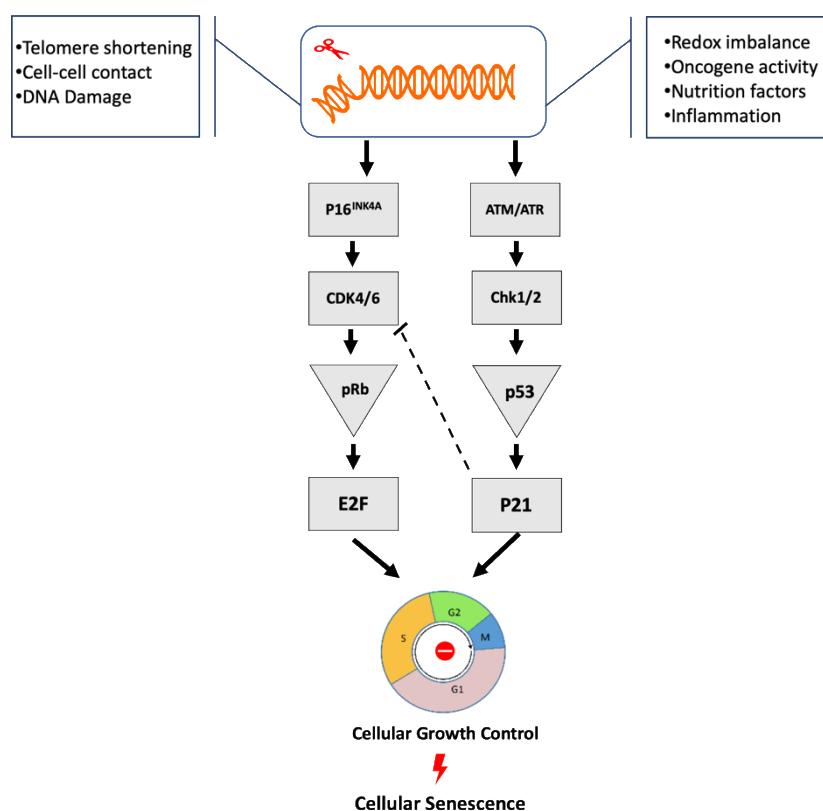 •Telomere shortening
•Cell-cell contact
•DNA Damage
•Redox imbalance
•Oncogene activity
•Nutrition factors
•Inflammation
P16INK4A
ATM/ATR
CDK4/6
Chk1/2
pRb
p53
E2F
P21
G2
S
M
G1
Cellular Growth Control
Cellular Senescence